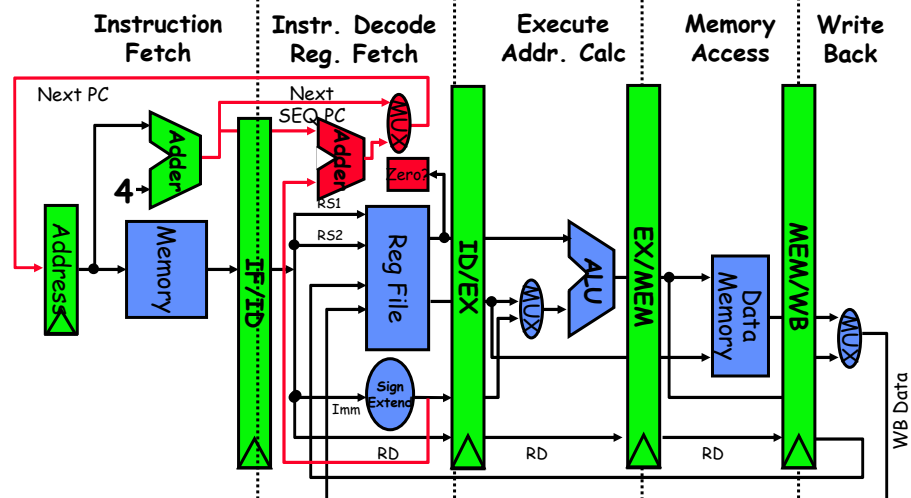 Instruction
Fetch
Instr. Decode
Reg. Fetch
Execute
Addr. Calc
Memory
Access
Write
Back
Next PC
Next
SEQ PC
MUX
Adder
Adder
Zero?
4
RS1
RS2
Address
Memory
IF/ID
Reg File
ID/EX
MUX
ALU
EX/MEM
Data
Memory
MEM/WB
MUX
Sign
Extend
Imm
RD
RD
RD
WB Data